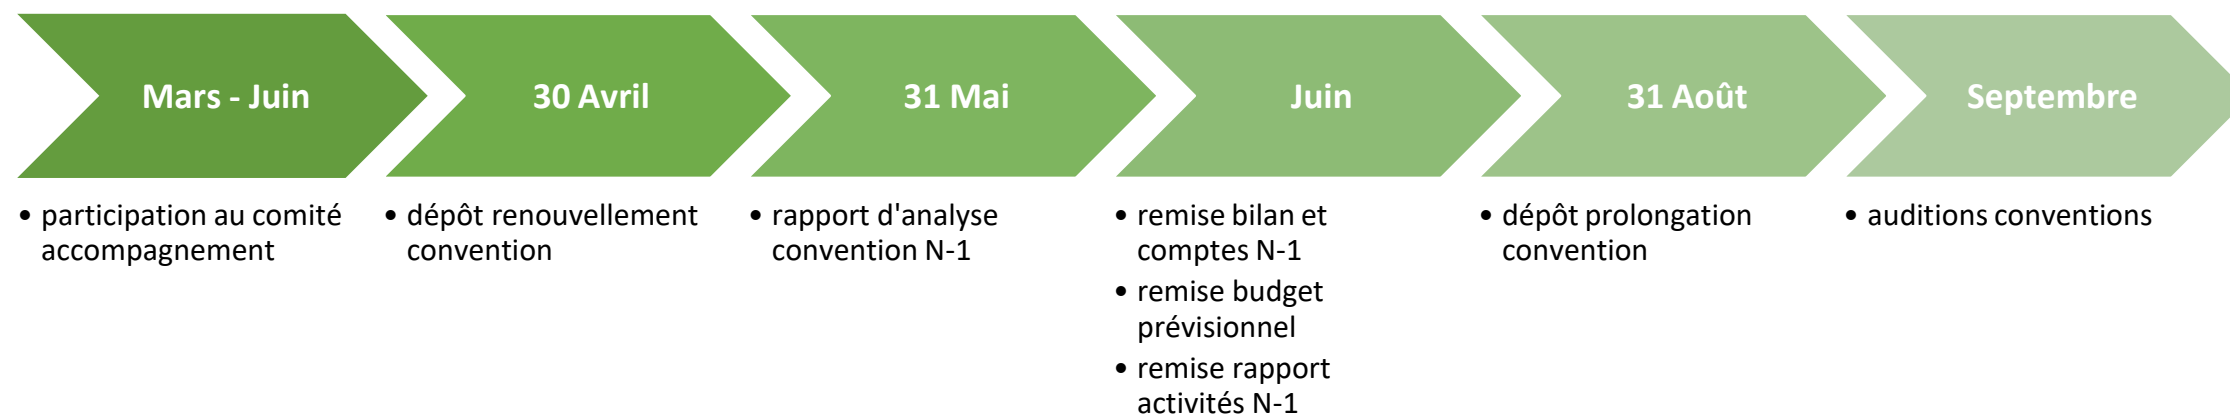 Mars - Juin
• participation au comité
accompagnement
30 Avril
• dépôt renouvellement
convention
31 Mai
• rapport d'analyse
convention N-1
Juin
• remise bilan et
comptes N-1
• remise budget
prévisionnel
• remise rapport
activités N-1
31 Août
• dépôt prolongation
convention
Septembre
• auditions conventions